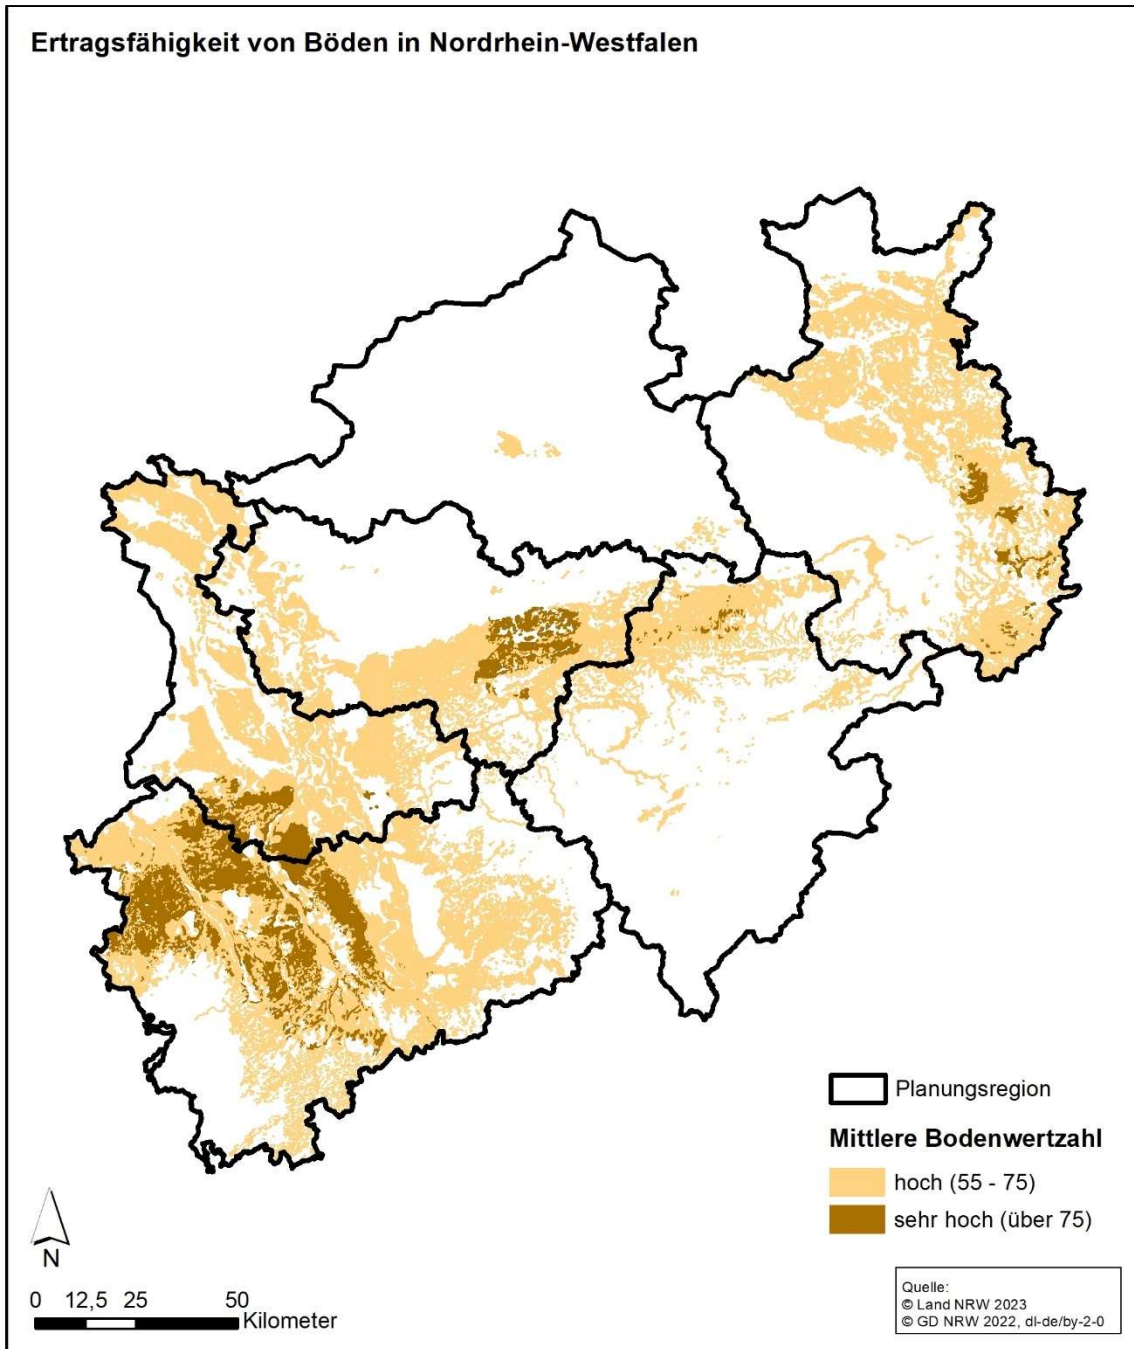 Ertragsfähigkeit von Böden in Nordrhein-Westfalen
Planungsregion
Mittlere Bodenwertzahl
hoch (55 - 75)
sehr hoch (über 75)
N
0 12,5 25 50
Kilometer
Quelle:
© Land NRW 2023
© GD NRW 2022, dl-de/by-2-0